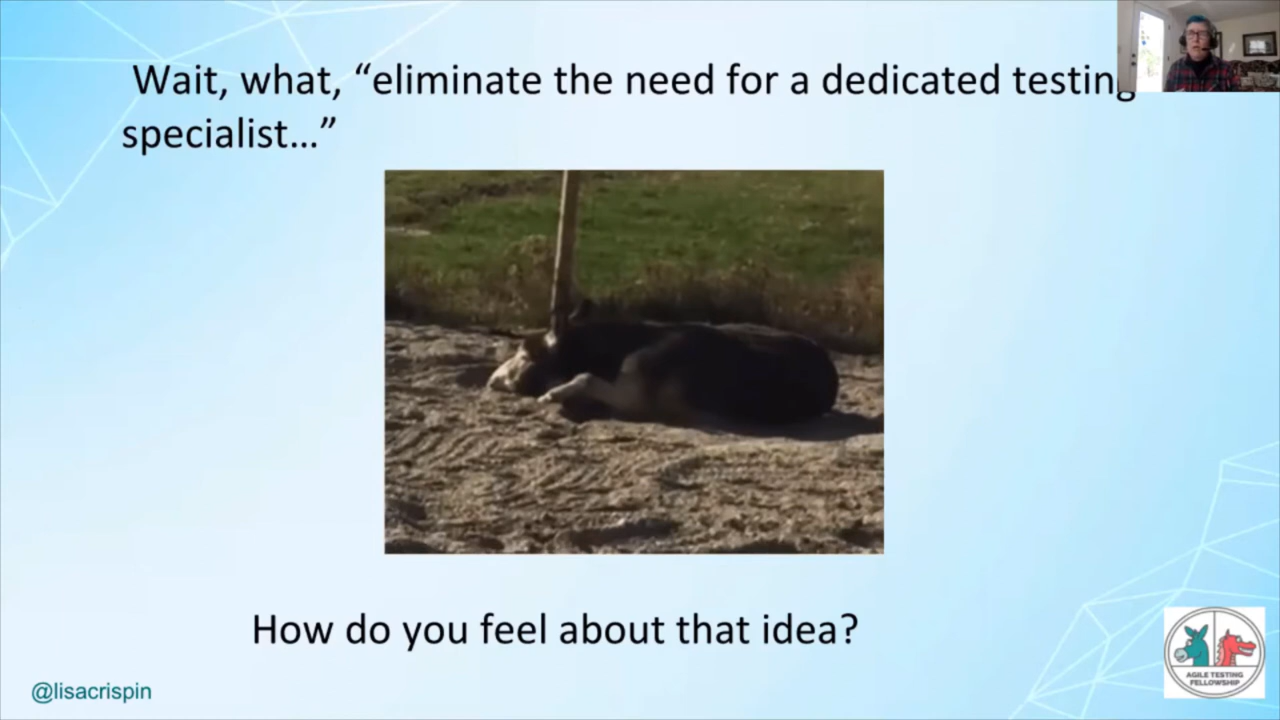 Wait, what, “eliminate the need for a dedicated testing
specialist...”
How do you feel about that idea?
@lisacrispin
AGILE TESTING
FELLOWSHIP